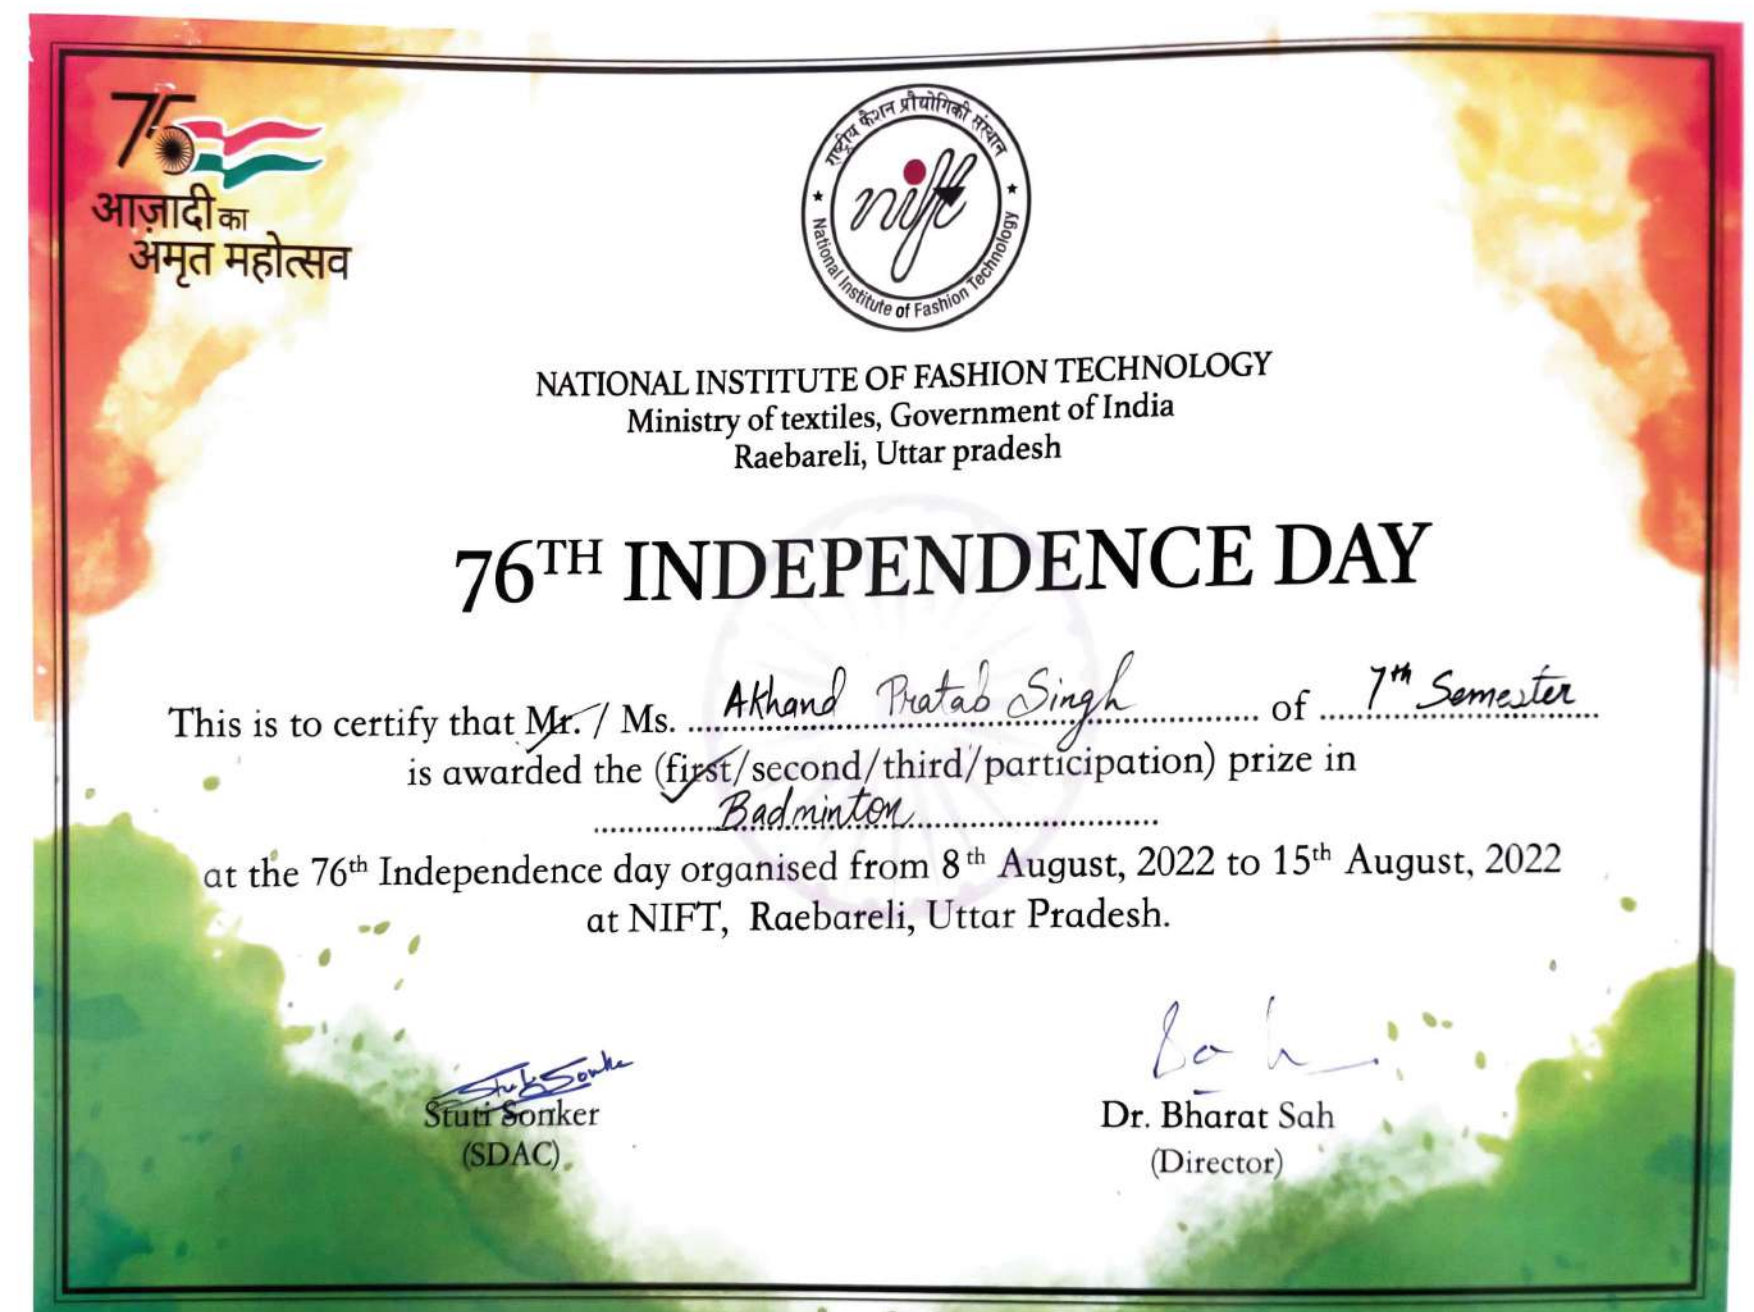 75
आज़ादी का
अमृत महोत्सव
राष्ट्रीय फैशन प्रौद्योगिकी संस्थान
nift
National Institute of Fashion Technology
NATIONAL INSTITUTE OF FASHION TECHNOLOGY
Ministry of textiles, Government of India
Raebareli, Uttar pradesh
76TH INDEPENDENCE DAY
This is to certify that Mr. / Ms. Akhand Pratab Singh of 7th Semester
is awarded the (first/second/third/participation) prize in
Badminton
at the 76th Independence day organised from 8th August, 2022 to 15th August, 2022
at NIFT, Raebareli, Uttar Pradesh.
Stuti Sonker
Stuti Sonker
(SDAC)
Sah
Dr. Bharat Sah
(Director)